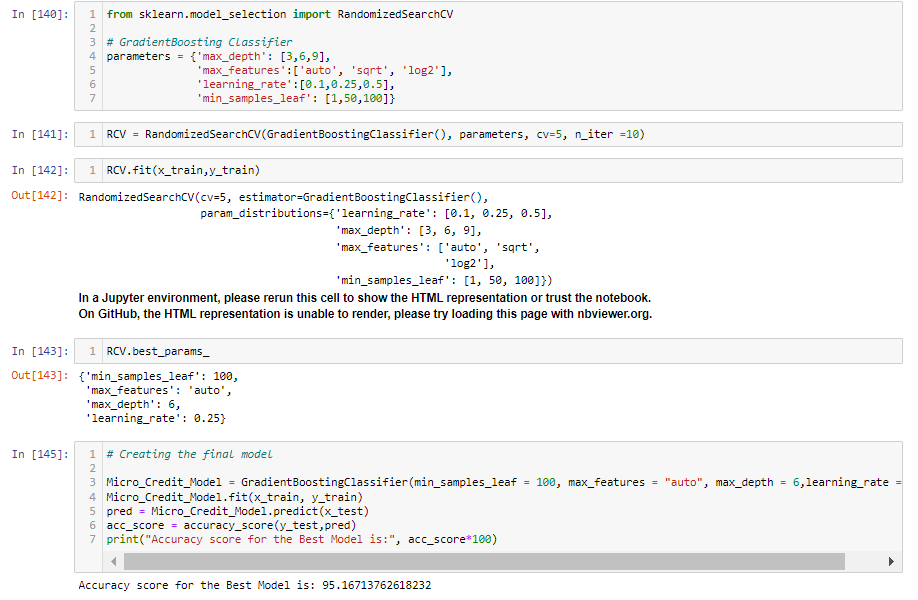 In [140]: 1 from sklearn.model_selection import RandomizedSearchCV
2
3 # GradientBoosting Classifier
4 parameters = {'max_depth': [3,6,9],
5 'max_features':['auto', 'sqrt', 'log2'],
6 'learning_rate':[0.1,0.25,0.5],
7 'min_samples_leaf': [1,50,100]}
In [141]: 1 RCV = RandomizedSearchCV(GradientBoostingClassifier(), parameters, cv=5, n_iter =10)
In [142]: 1 RCV.fit(x_train,y_train)
Out[142]: RandomizedSearchCV(cv=5, estimator=GradientBoostingClassifier(),
param_distributions={'learning_rate': [0.1, 0.25, 0.5],
'max_depth': [3, 6, 9],
'max_features': ['auto', 'sqrt',
'log2'],
'min_samples_leaf': [1, 50, 100]})
In a Jupyter environment, please rerun this cell to show the HTML representation or trust the notebook.
On GitHub, the HTML representation is unable to render, please try loading this page with nbviewer.org.
In [143]: 1 RCV.best_params_
Out[143]: {'min_samples_leaf': 100,
'max_features': 'auto',
'max_depth': 6,
'learning_rate': 0.25}
In [145]: 1 # Creating the final model
2
3 Micro_Credit_Model = GradientBoostingClassifier(min_samples_leaf = 100, max_features = "auto", max_depth = 6,learning_rate =
4 Micro_Credit_Model.fit(x_train, y_train)
5 pred = Micro_Credit_Model.predict(x_test)
6 acc_score = accuracy_score(y_test,pred)
7 print("Accuracy score for the Best Model is:", acc_score*100)
Accuracy score for the Best Model is: 95.16713762618232